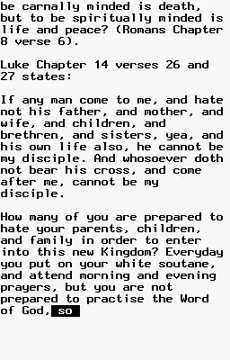 be carnally minded is death,
but to be spiritually minded is
life and peace? (Romans Chapter
8 verse 6).
Luke Chapter 14 verses 26 and
27 states:
If any man come to me, and hate
not his father, and mother, and
wife, and children, and
brethren, and sisters, yea, and
his own life also, he cannot be
my disciple. And whosoever doth
not bear his cross, and come
after me, cannot be my
disciple.
How many of you are prepared to
hate your parents, children,
and family in order to enter
into this new Kingdom? Everyday
you put on your white soutane,
and attend morning and evening
prayers, but you are not
prepared to practise the Word
of God, so